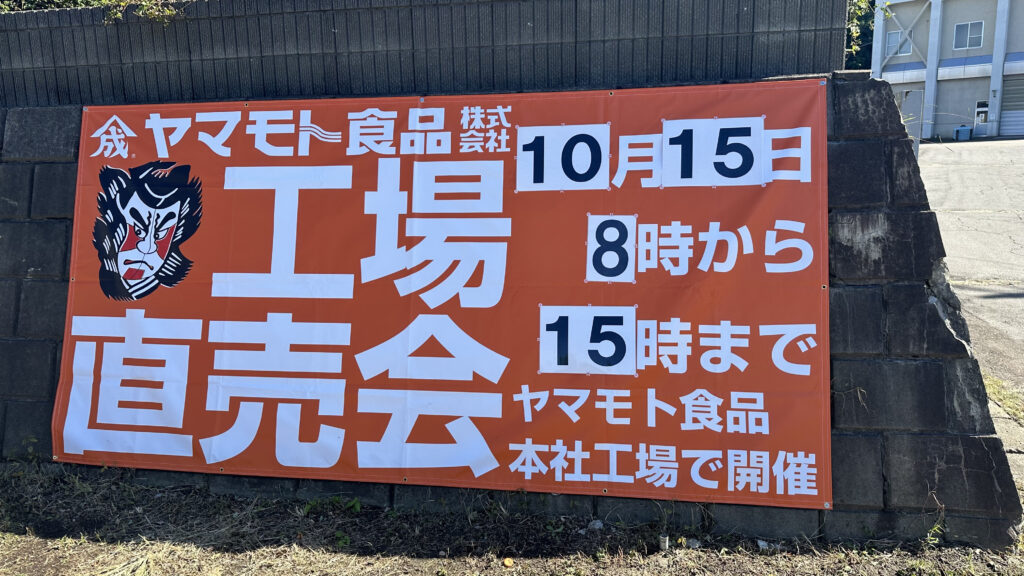 成 ヤマモト食品 株式会社
工場
直売会
10月15日
8時から
15時まで
ヤマモト食品
本社工場で開催